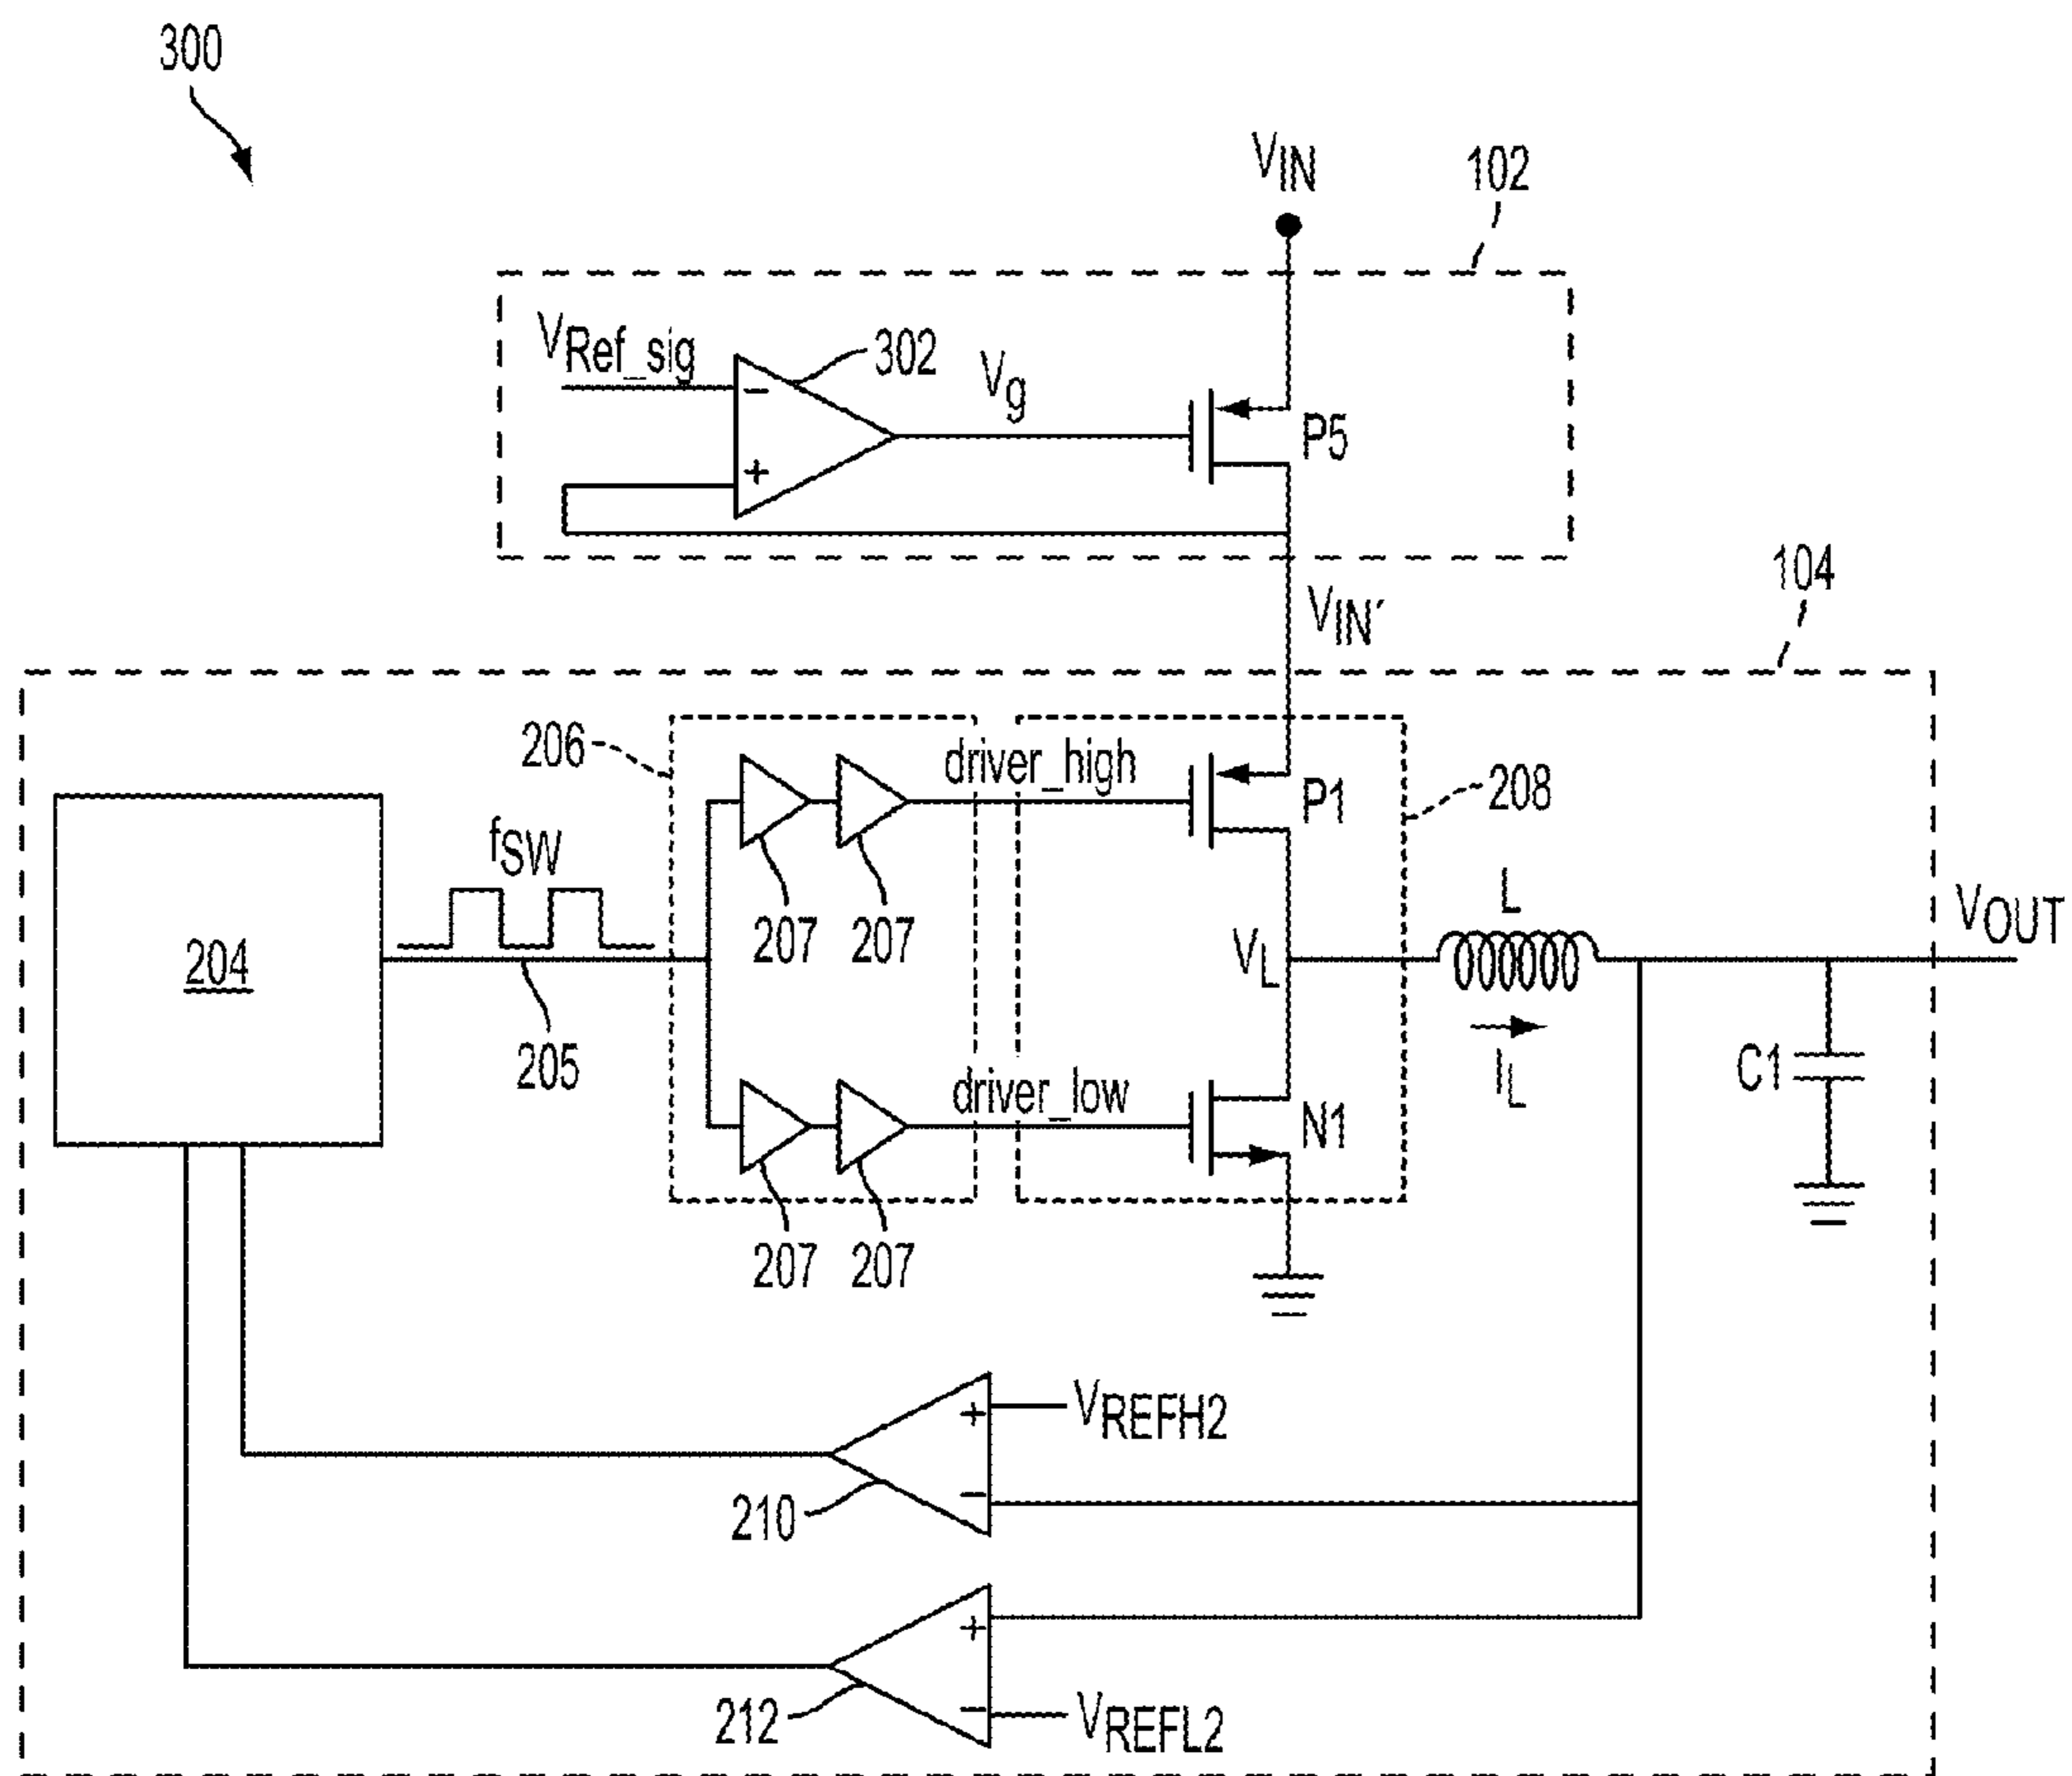 300
VIN
102
VRef_sig
302
Vg
P5
VIN′
104
206
driver_high
P1
208
fSW
204
205
207 207
VL
L
IL
VOUT
C1
driver_low
N1
207 207
VREFH2
210
212
VREFL2
+
−
+
−
−
+